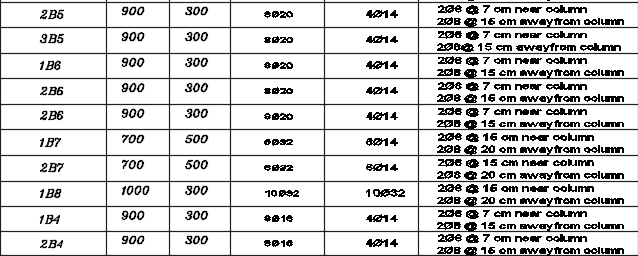 2B5 900 300 8Ø20 4Ø14 2Ø8 @ 7 cm near column
2Ø8 @ 15 cm awayfrom column
3B5 900 300 8Ø20 4Ø14 2Ø8 @ 7 cm near column
2Ø8@ 15 cm awayfrom column
1B6 900 300 8Ø20 4Ø14 2Ø8 @ 7 cm near column
2Ø8 @ 15 cm awayfrom column
2B6 900 300 8Ø20 4Ø14 2Ø8 @ 7 cm near column
2Ø8 @ 15 cm awayfrom column
2B6 900 300 8Ø20 4Ø14 2Ø8 @ 7 cm near column
2Ø8 @ 15 cm awayfrom column
1B7 700 500 6Ø32 6Ø14 2Ø8 @ 15 cm near column
2Ø8 @ 20 cm awayfrom column
2B7 700 500 6Ø32 6Ø14 2Ø8 @ 15 cm near column
2Ø8 @ 20 cm awayfrom column
1B8 1000 300 10Ø32 10Ø32 2Ø8 @ 15 cm near column
2Ø8 @ 20 cm awayfrom column
1B4 900 300 8Ø16 4Ø14 2Ø8 @ 7 cm near column
2Ø8 @ 15 cm awayfrom column
2B4 900 300 8Ø16 4Ø14 2Ø8 @ 7 cm near column
2Ø8 @ 15 cm awayfrom column